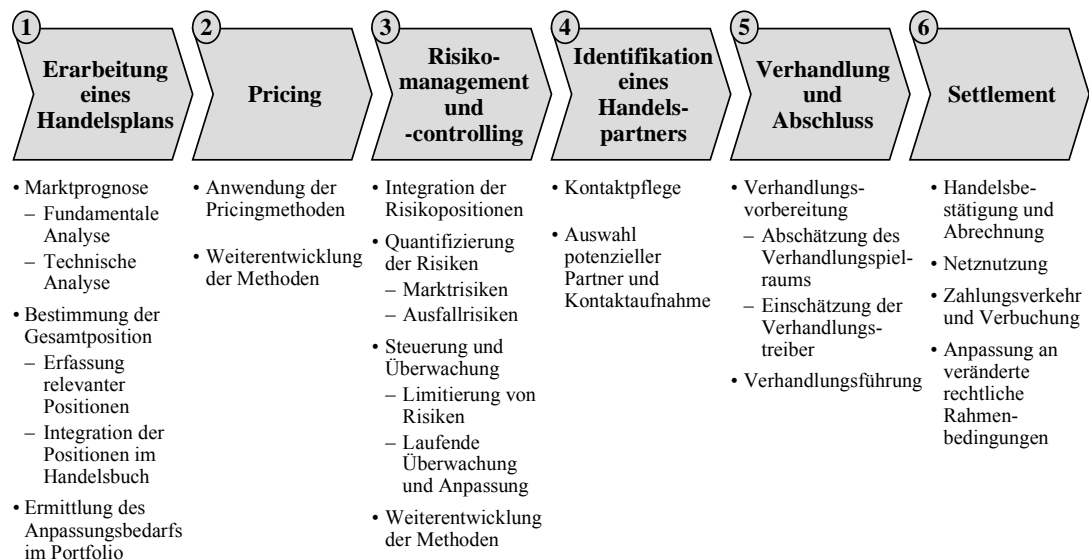 1
Erarbeitung
eines
Handelsplans
• Marktprognose
– Fundamentale
Analyse
– Technische
Analyse
• Bestimmung der
Gesamtposition
– Erfassung
relevanter
Positionen
– Integration der
Positionen im
Handelsbuch
• Ermittlung des
Anpassungsbedarfs
im Portfolio
2
Pricing
• Anwendung der
Pricingmethoden
• Weiterentwicklung
der Methoden
3
Risiko-
management
und
-controlling
• Integration der
Risikopositionen
• Quantifizierung
der Risiken
– Marktrisiken
– Ausfallrisiken
• Steuerung und
Überwachung
– Limitierung von
Risiken
– Laufende
Überwachung
und Anpassung
• Weiterentwicklung
der Methoden
4
Identifikation
eines
Handels-
partners
• Kontaktpflege
• Auswahl
potenzieller
Partner und
Kontaktaufnahme
5
Verhandlung
und
Abschluss
• Verhandlungs-
vorbereitung
– Abschätzung des
Verhandlungspiel-
raums
– Einschätzung der
Verhandlungs-
treiber
• Verhandlungsführung
6
Settlement
• Handelsbe-
stätigung und
Abrechnung
• Netznutzung
• Zahlungsverkehr
und Verbuchung
• Anpassung an
veränderte
rechtliche
Rahmen-
bedingungen